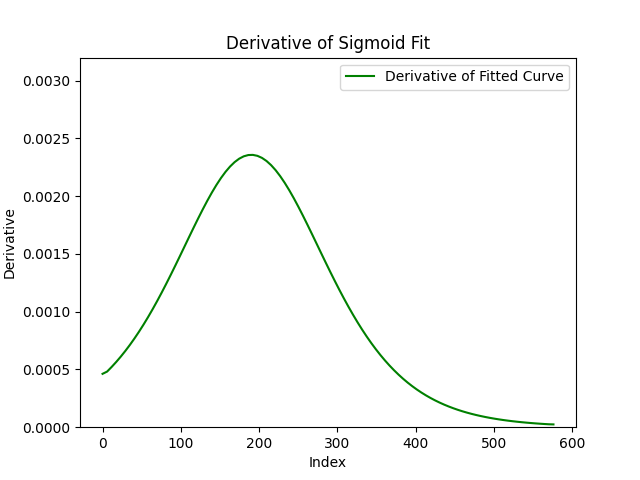 Derivative of Sigmoid Fit
Derivative of Fitted Curve
0.0030
0.0025
0.0020
0.0015
0.0010
0.0005
0.0000
Derivative
0 100 200 300 400 500 600
Index